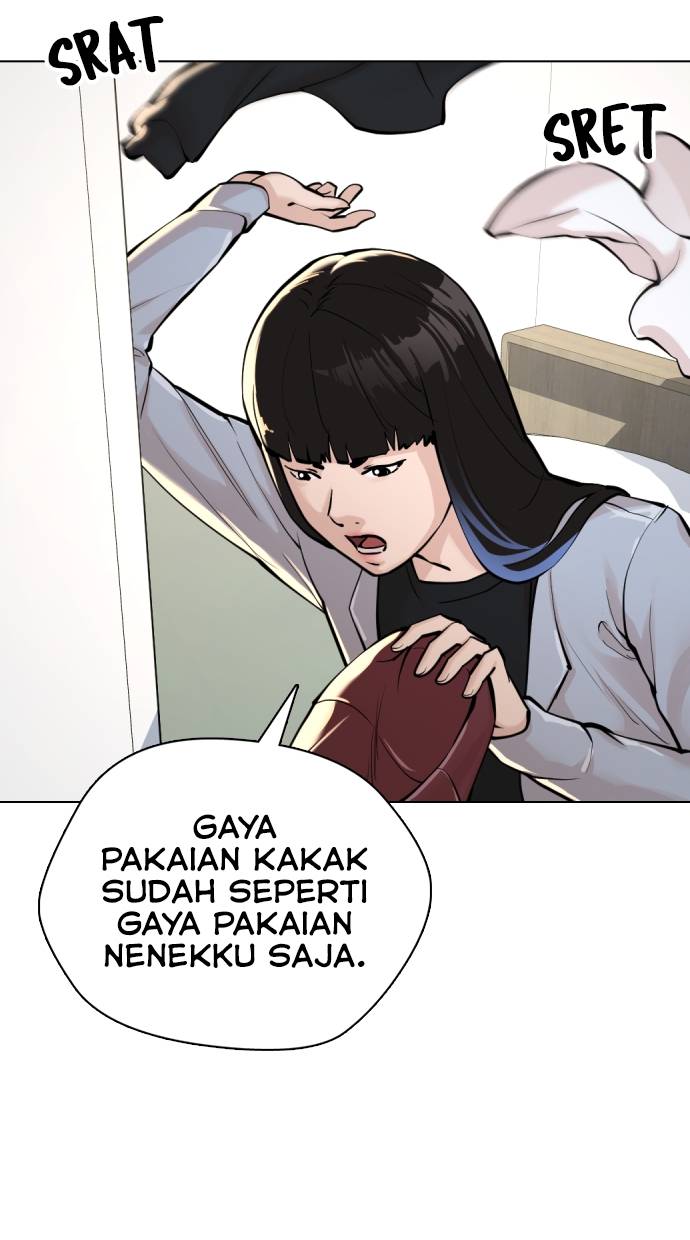 SRAT
SRET
GAYA
PAKAIAN KAKAK
SUDAH SEPERTI
GAYA PAKAIAN
NENEKKU SAJA.